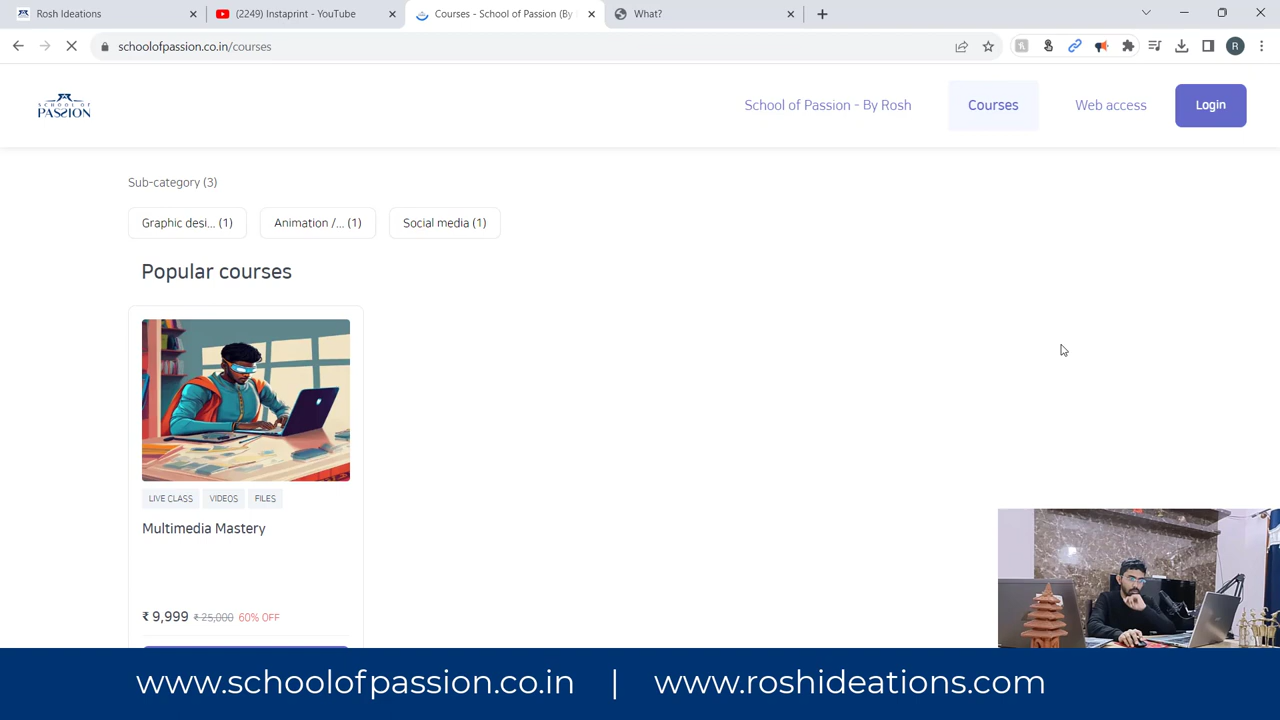 Rosh Ideations
(2249) Instaprint - YouTube
Courses - School of Passion (By
What?
schoolofpassion.co.in/courses
R
SCHOOL OF
PASSION
School of Passion - By Rosh
Courses
Web access
Login
Sub-category (3)
Graphic desi... (1)
Animation /... (1)
Social media (1)
Popular courses
LIVE CLASS
VIDEOS
FILES
Multimedia Mastery
₹ 9,999 ₹ 25,000 60% OFF
www.schoolofpassion.co.in | www.roshideations.com